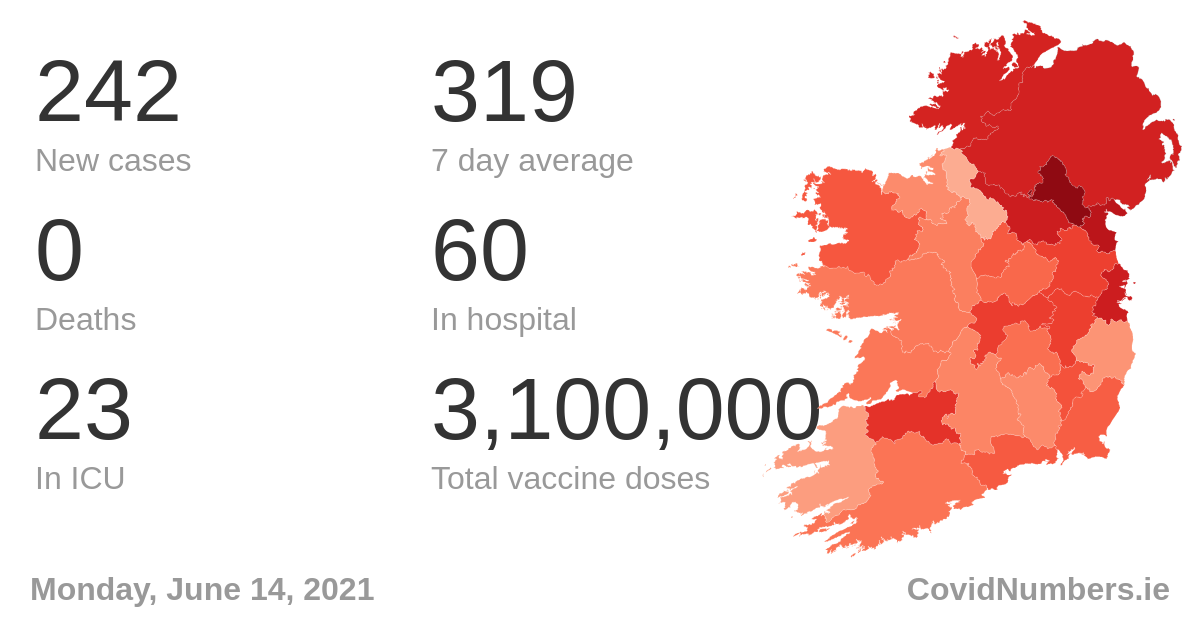 242
319
New cases
7 day average
0
60
Deaths
In hospital
23
3,100,000
In ICU
Total vaccine doses
Monday, June 14, 2021
CovidNumbers.ie